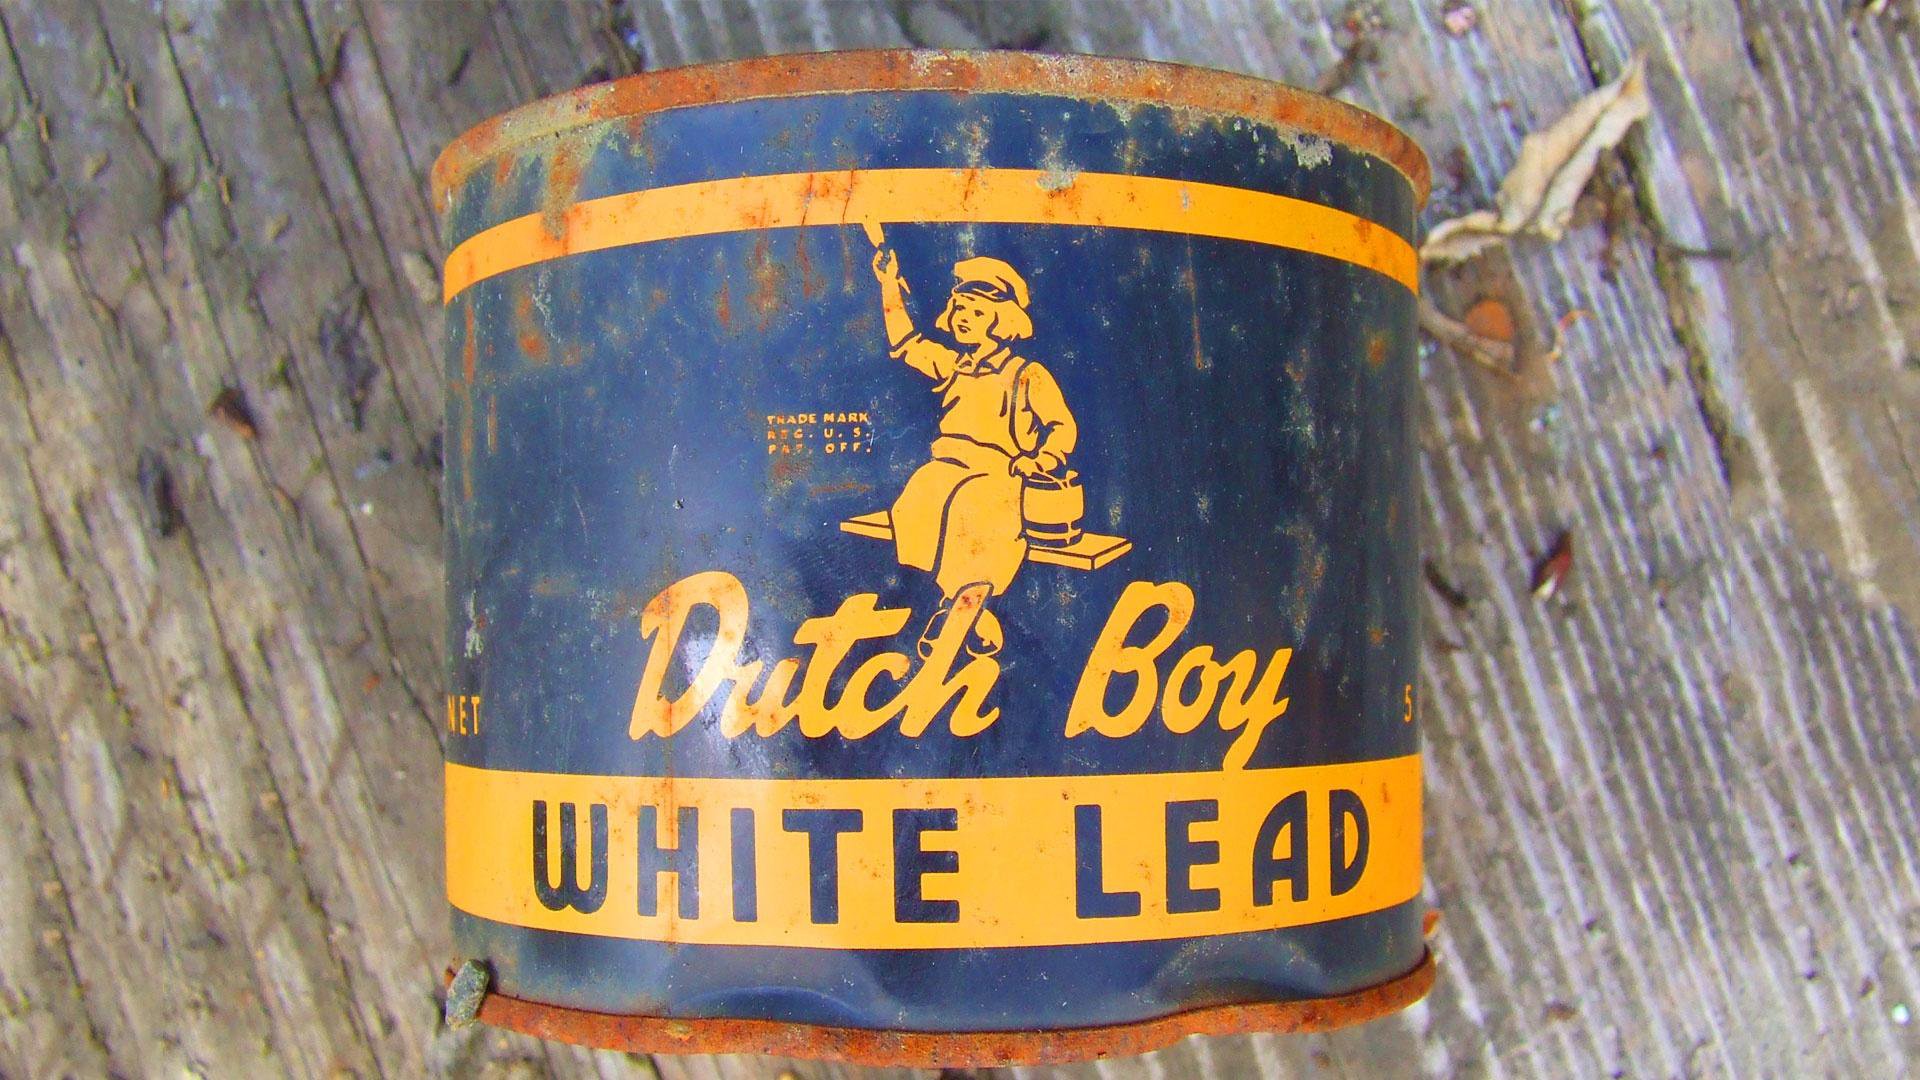 TRADE MARK
REG. U. S.
PAT. OFF.
Dutch Boy
NET
5
WHITE LEAD